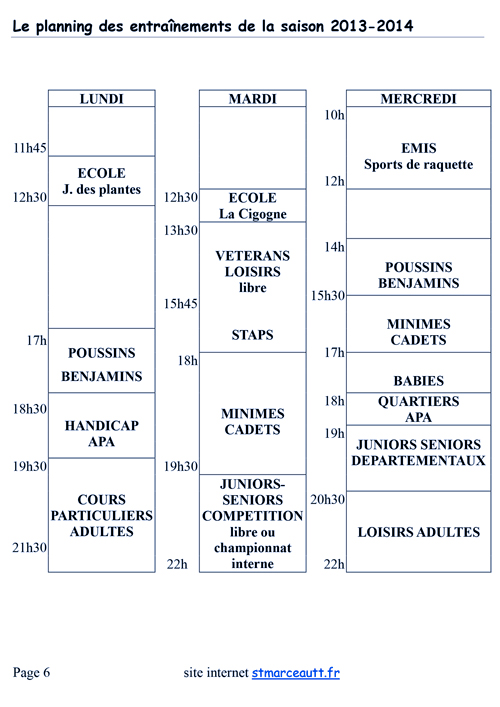 Le planning des entraînements de la saison 2013-2014
LUNDI
11h45
ECOLE
J. des plantes
12h30
17h
POUSSINS
BENJAMINS
18h30
HANDICAP
APA
19h30
COURS
PARTICULIERS
ADULTES
21h30
MARDI
12h30
ECOLE
La Cigogne
13h30
VETERANS
LOISIRS
libre
15h45
STAPS
18h
MINIMES
CADETS
19h30
JUNIORS-
SENIORS
COMPETITION
libre ou
championnat
interne
22h
MERCREDI
10h
EMIS
Sports de raquette
12h
14h
POUSSINS
BENJAMINS
15h30
MINIMES
CADETS
17h
BABIES
18h
QUARTIERS
APA
19h
JUNIORS SENIORS
DEPARTEMENTAUX
20h30
LOISIRS ADULTES
22h
Page 6
site internet stmarceautt.fr